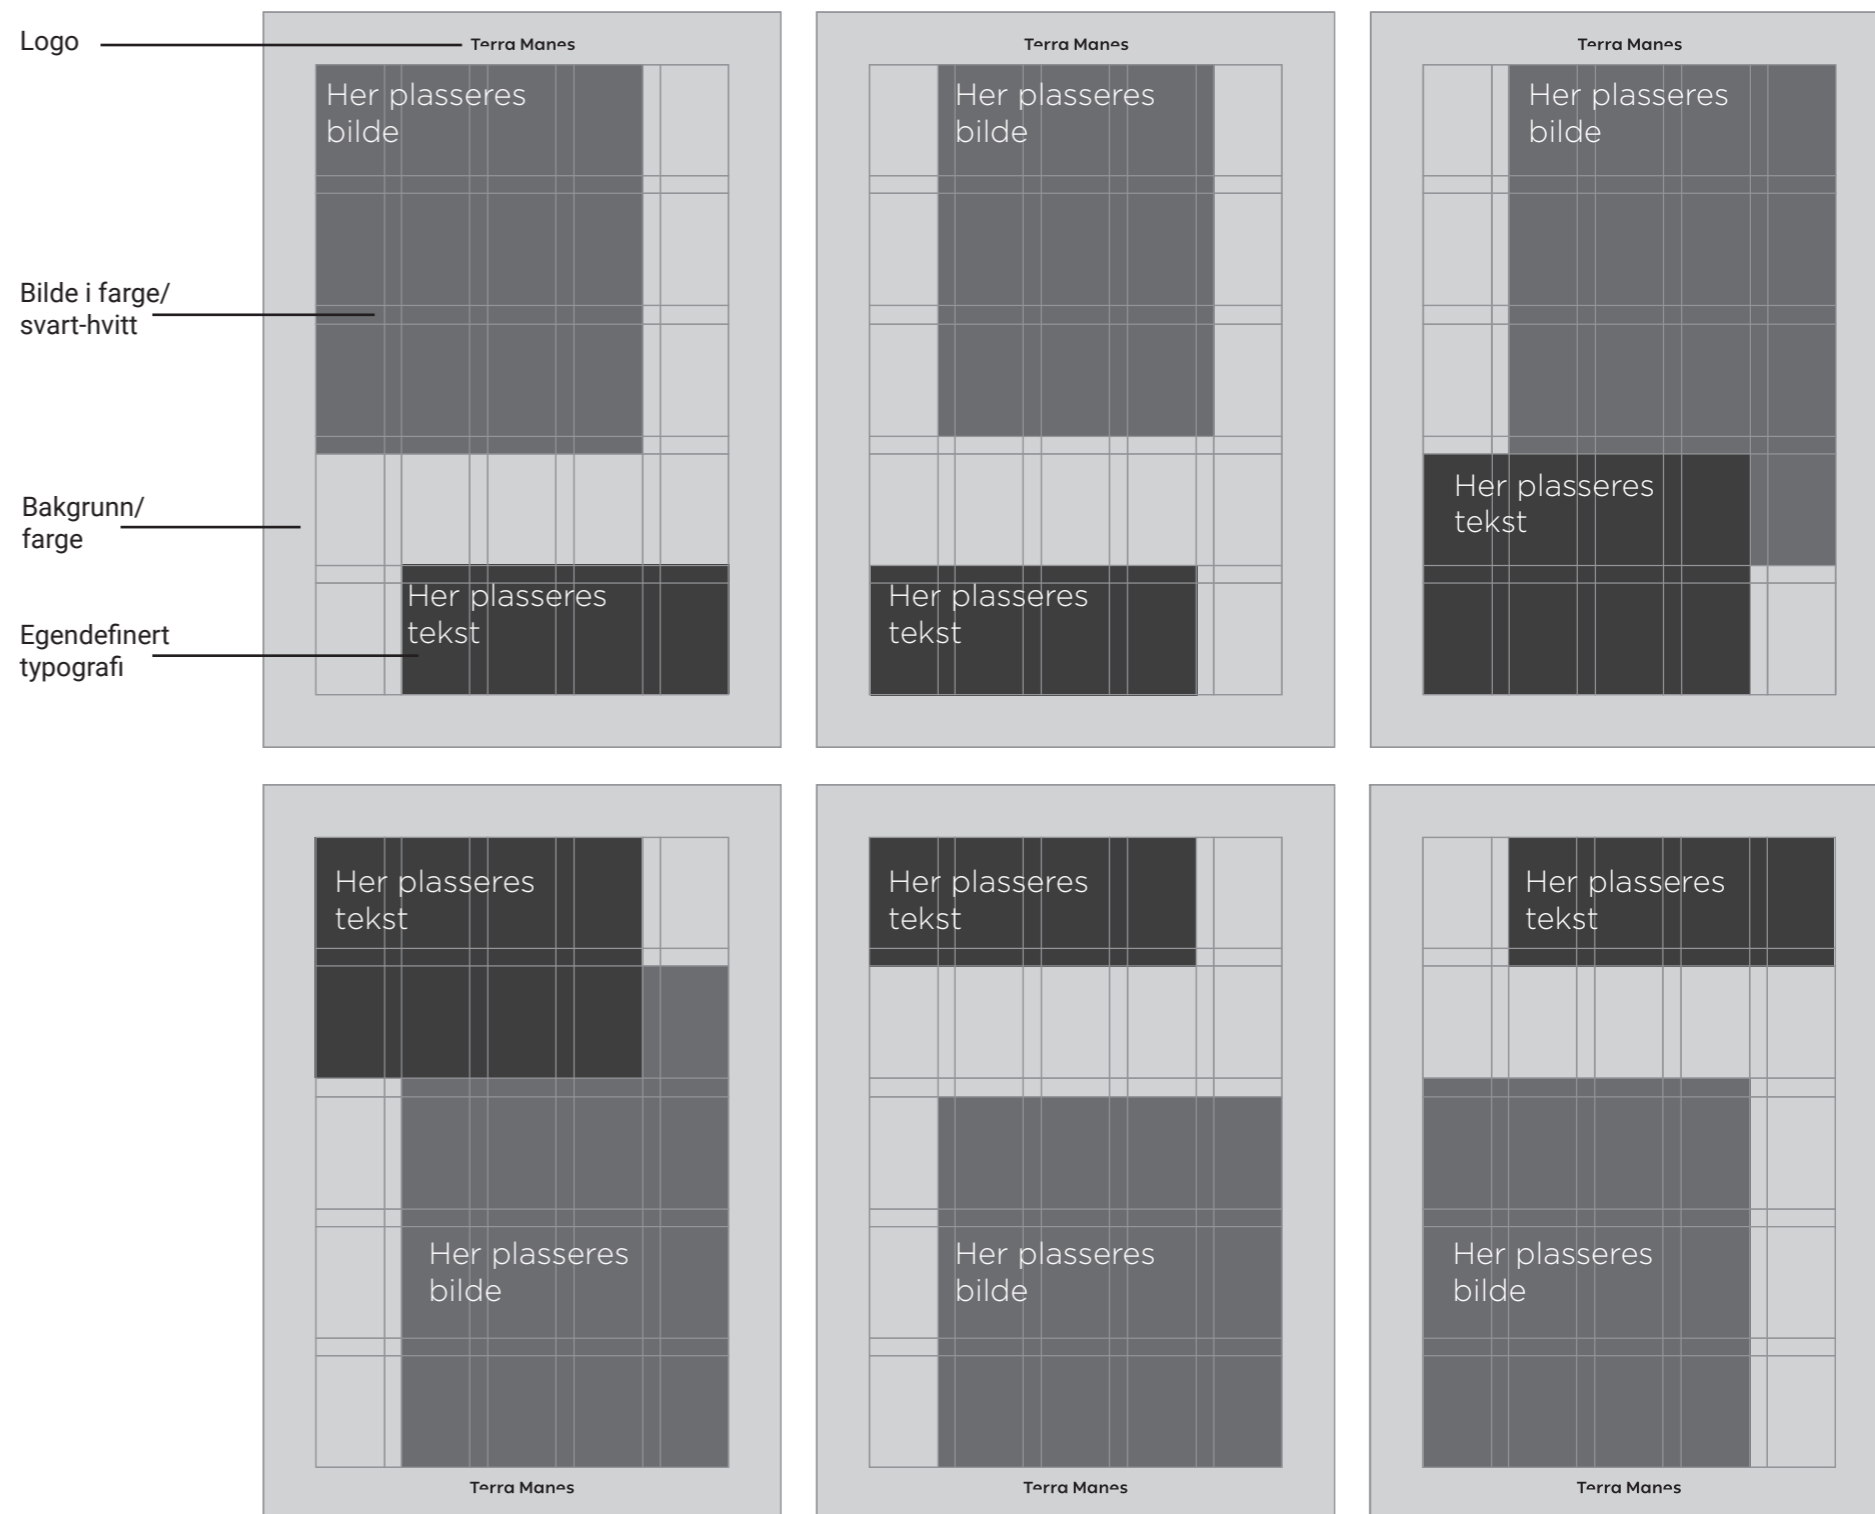 Logo
Terra Manes
Terra Manes
Terra Manes
Her plasseres
bilde
Her plasseres
bilde
Her plasseres
bilde
Bilde i farge/
svart-hvitt
Bakgrunn/
farge
Her plasseres
tekst
Egendefinert
typografi
Her plasseres
tekst
Her plasseres
tekst
Her plasseres
tekst
Her plasseres
tekst
Her plasseres
tekst
Her plasseres
bilde
Her plasseres
bilde
Her plasseres
bilde
Terra Manes
Terra Manes
Terra Manes